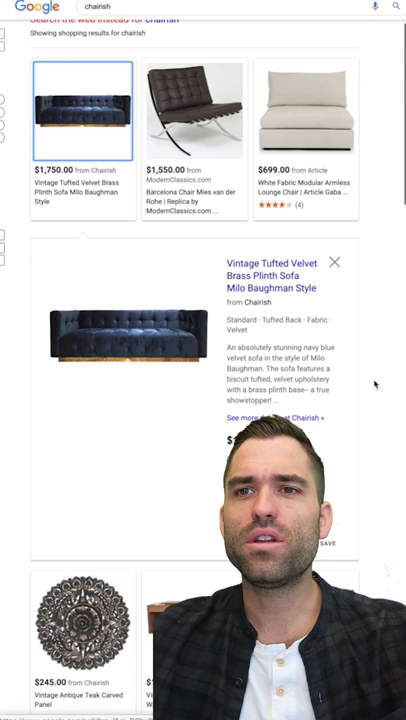 Google
chairish
Search the web instead for chairish
Showing shopping results for chairish
$1,750.00 from Chairish
Vintage Tufted Velvet Brass
Plinth Sofa Milo Baughman
Style
$1,550.00 from
ModernClassics.com
Barcelona Chair Mies van der
Rohe | Replica by
ModernClassics.com ...
$699.00 from Article
White Fabric Modular Armless
Lounge Chair | Article Gaba ...
(4)
Vintage Tufted Velvet
Brass Plinth Sofa
Milo Baughman Style
from Chairish
Standard · Tufted Back · Fabric ·
Velvet
An absolutely stunning navy blue
velvet sofa in the style of Milo
Baughman. The sofa features a
biscuit tufted, velvet upholstery
with a brass plinth base– a true
showstopper! ...
See more at Chairish »
SAVE
$245.00 from Chairish
Vintage Antique Teak Carved
Panel